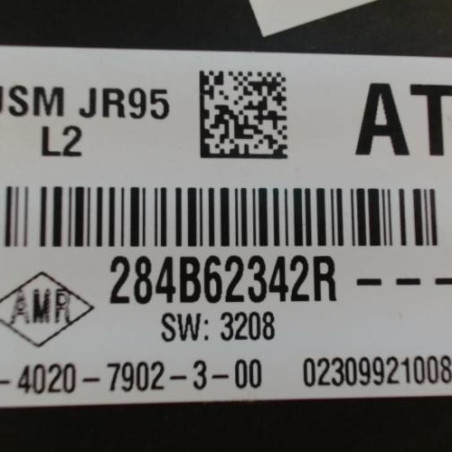 USM JR95 AT
L2
284B62342R - - -
AMR
SW: 3208
- 4020 - 7902 - 3 - 00 02309921008